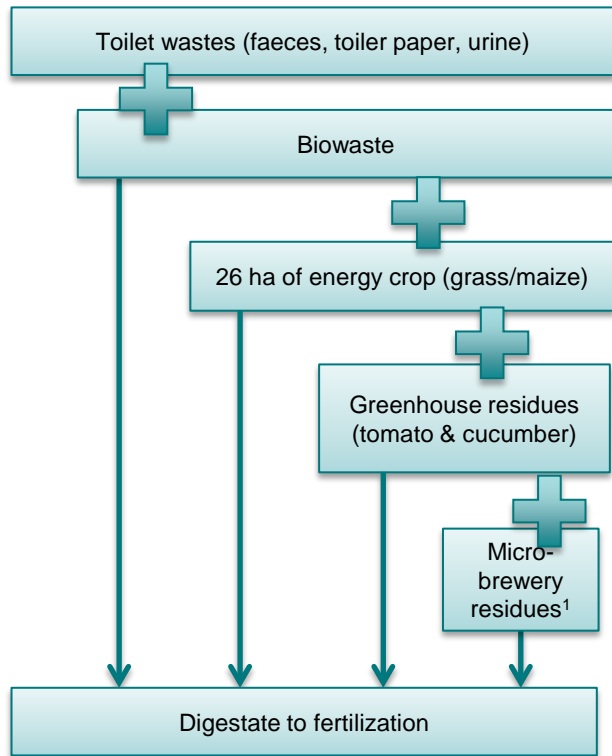 Toilet wastes (faeces, toiler paper, urine)
Biowaste
26 ha of energy crop (grass/maize)
Greenhouse residues
(tomato & cucumber)
Micro-
brewery
residues¹
Digestate to fertilization